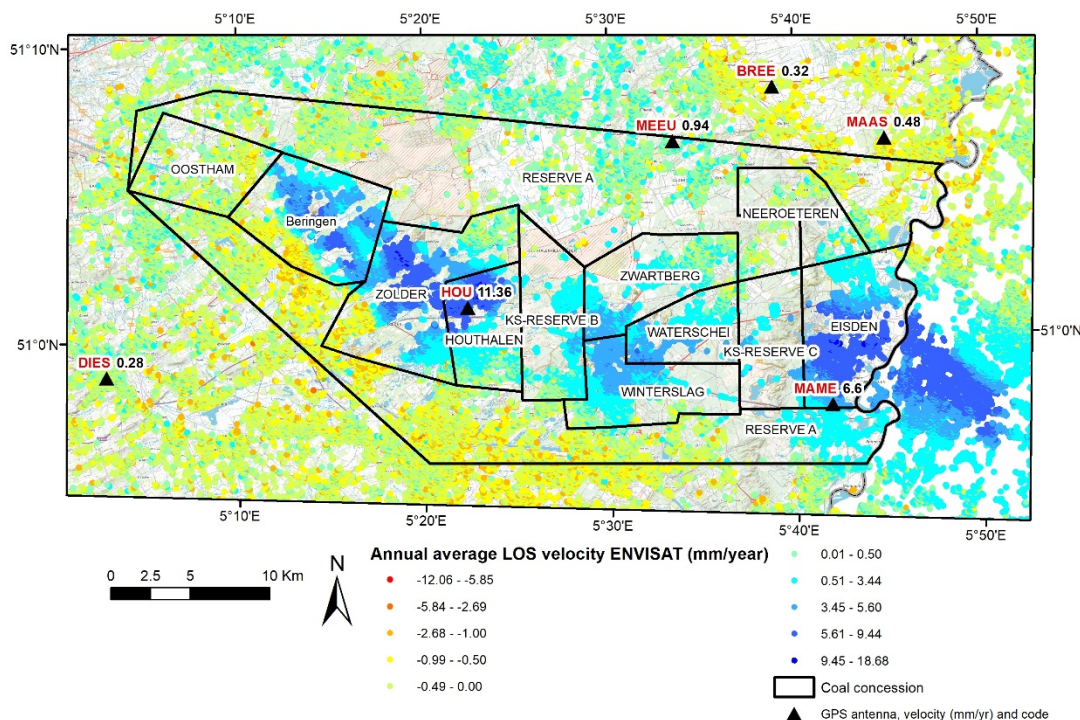 5°10'E 5°20'E 5°30'E 5°40'E 5°50'E
51°10'N
BREE 0.32
MEEU 0.94
MAAS 0.48
OOSTHAM
RESERVE A
Beringen
NEEROETEREN
ZWARTBERG
ZOLDER
HOU 11.36
KS-RESERVE B
WATERSCHEI
EISDEN
51°0'N
51°0'N
HOUTHALEN
KS-RESERVE C
DIES 0.28
WINTERSLAG
MAME 6.6
RESERVE A
5°10'E 5°20'E 5°30'E 5°40'E 5°50'E
0 2.5 5 10 Km
N
Annual average LOS velocity ENVISAT (mm/year)
-12.06 - -5.85
-5.84 - -2.69
-2.68 - -1.00
-0.99 - -0.50
-0.49 - 0.00
0.01 - 0.50
0.51 - 3.44
3.45 - 5.60
5.61 - 9.44
9.45 - 18.68
Coal concession
GPS antenna, velocity (mm/yr) and code